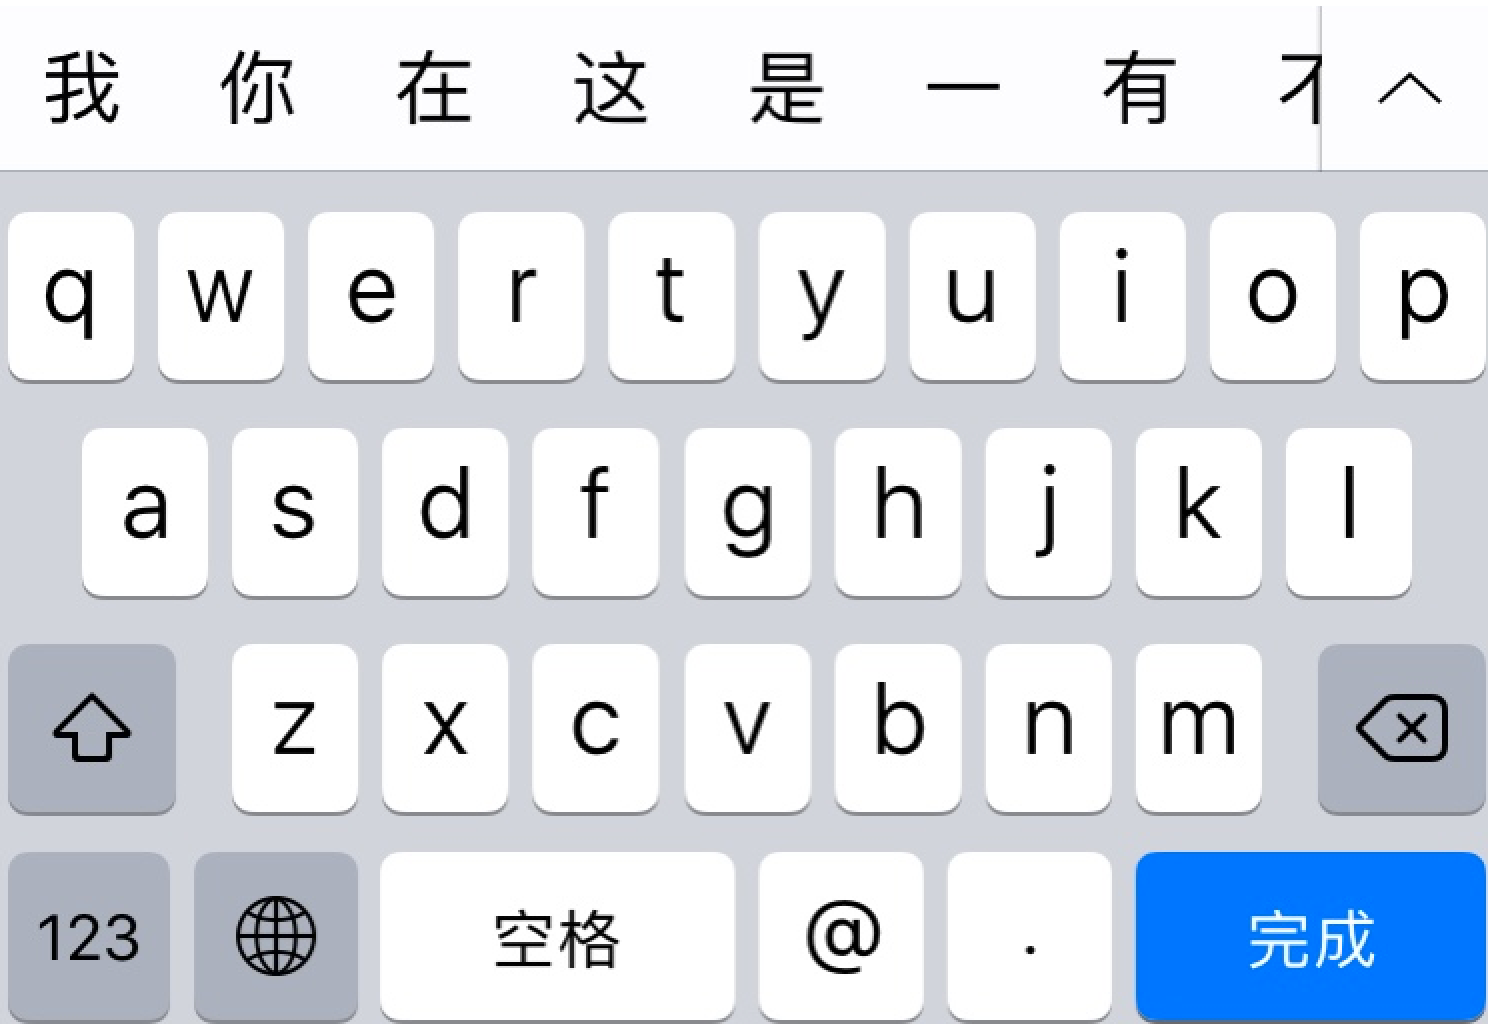 我 你 在 这 是 一 有
q w e r t y u i o p
a s d f g h j k l
z x c v b n m
123 空格 @ . 完成